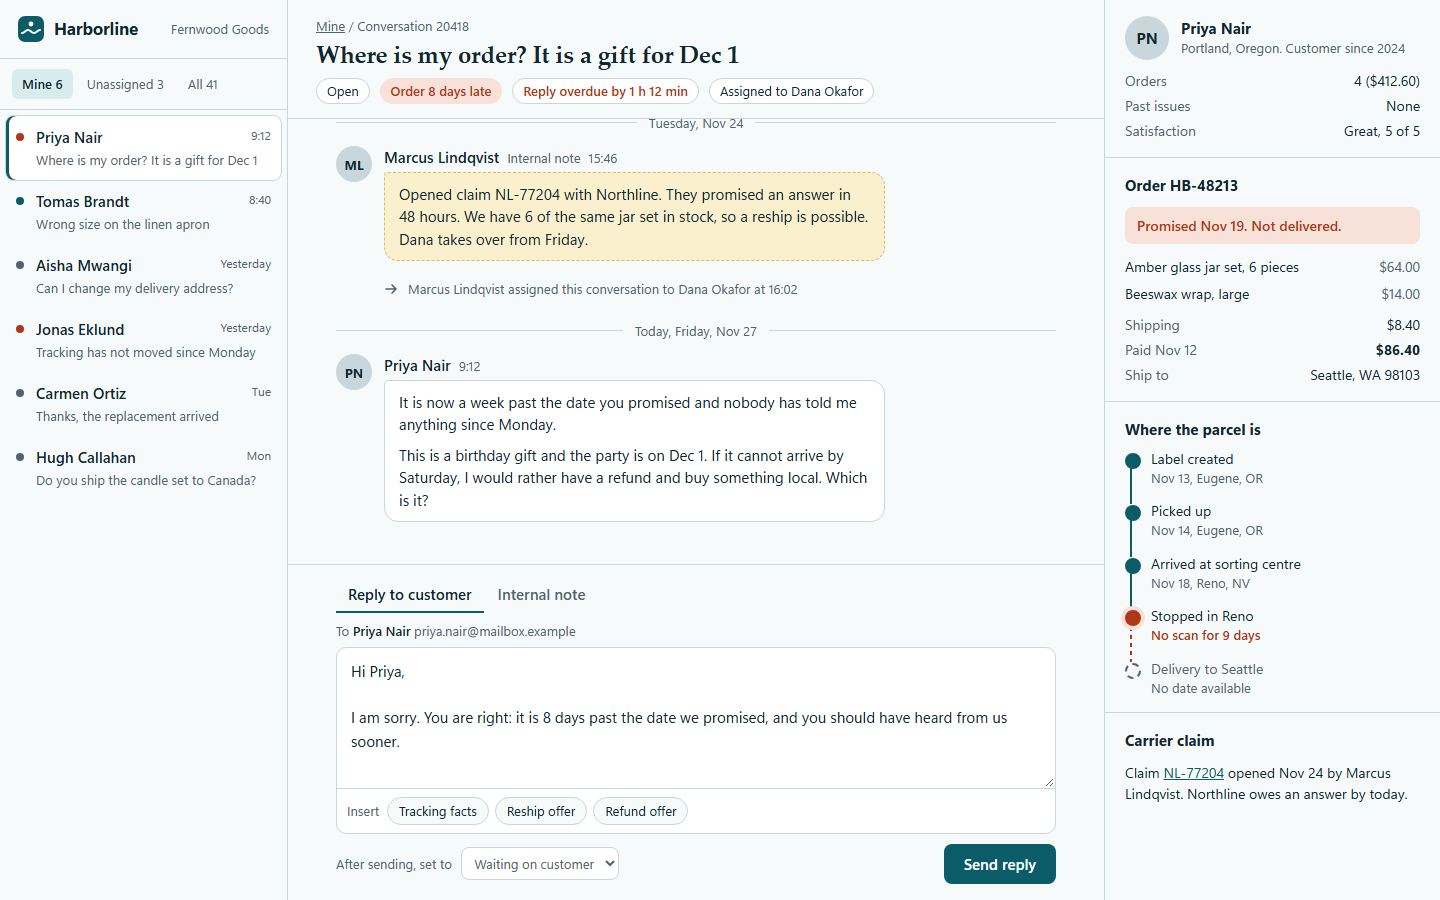 Harborline
Fernwood Goods
Mine 6
Unassigned 3
All 41
Priya Nair
9:12
Where is my order? It is a gift for Dec 1
Tomas Brandt
8:40
Wrong size on the linen apron
Aisha Mwangi
Yesterday
Can I change my delivery address?
Jonas Eklund
Yesterday
Tracking has not moved since Monday
Carmen Ortiz
Tue
Thanks, the replacement arrived
Hugh Callahan
Mon
Do you ship the candle set to Canada?
Mine / Conversation 20418
Where is my order? It is a gift for Dec 1
Open
Order 8 days late
Reply overdue by 1 h 12 min
Assigned to Dana Okafor
Tuesday, Nov 24
ML
Marcus Lindqvist Internal note 15:46
Opened claim NL-77204 with Northline. They promised an answer in
48 hours. We have 6 of the same jar set in stock, so a reship is possible.
Dana takes over from Friday.
Marcus Lindqvist assigned this conversation to Dana Okafor at 16:02
Today, Friday, Nov 27
PN
Priya Nair 9:12
It is now a week past the date you promised and nobody has told me
anything since Monday.
This is a birthday gift and the party is on Dec 1. If it cannot arrive by
Saturday, I would rather have a refund and buy something local. Which
is it?
Reply to customer
Internal note
To Priya Nair priya.nair@mailbox.example
Hi Priya,
I am sorry. You are right: it is 8 days past the date we promised, and you should have heard from us
sooner.
Insert
Tracking facts
Reship offer
Refund offer
After sending, set to
Waiting on customer
Send reply
PN
Priya Nair
Portland, Oregon. Customer since 2024
Orders
4 ($412.60)
Past issues
None
Satisfaction
Great, 5 of 5
Order HB-48213
Promised Nov 19. Not delivered.
Amber glass jar set, 6 pieces
$64.00
Beeswax wrap, large
$14.00
Shipping
$8.40
Paid Nov 12
$86.40
Ship to
Seattle, WA 98103
Where the parcel is
Label created
Nov 13, Eugene, OR
Picked up
Nov 14, Eugene, OR
Arrived at sorting centre
Nov 18, Reno, NV
Stopped in Reno
No scan for 9 days
Delivery to Seattle
No date available
Carrier claim
Claim NL-77204 opened Nov 24 by Marcus
Lindqvist. Northline owes an answer by today.